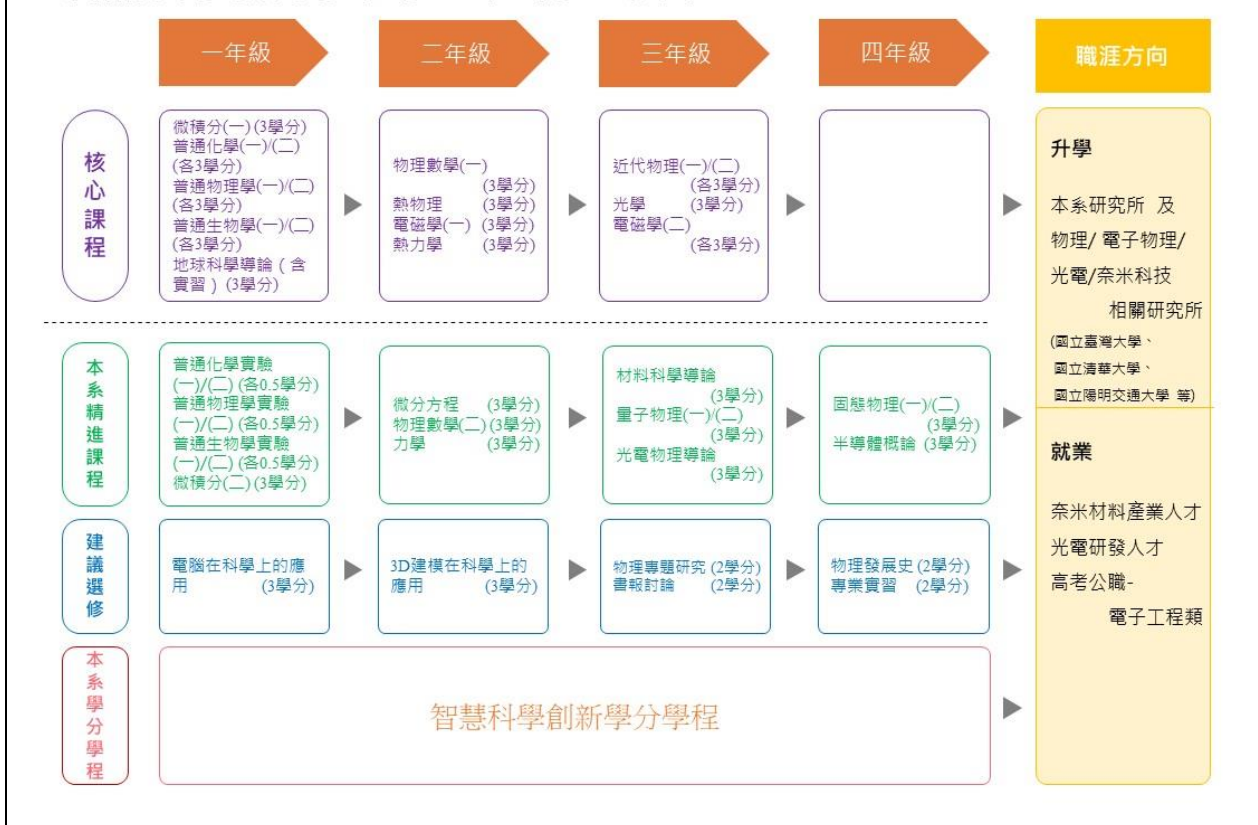 一年級
二年級
三年級
四年級
職涯方向
核心課程
微積分(一) (3學分)
普通化學(一)/(二)
(各3學分)
普通物理學(一)/(二)
(各3學分)
普通生物學(一)/(二)
(各3學分)
地球科學導論(含
實習) (3學分)
物理數學(一)
(3學分)
熱物理 (3學分)
電磁學(一) (3學分)
熱力學 (3學分)
近代物理(一)/(二)
(各3學分)
光學 (3學分)
電磁學(二)
(各3學分)
本系精進課程
普通化學實驗
(一)/(二) (各0.5學分)
普通物理學實驗
(一)/(二) (各0.5學分)
普通生物學實驗
(一)/(二) (各0.5學分)
微積分(二) (3學分)
微分方程 (3學分)
物理數學(二) (3學分)
力學 (3學分)
材料科學導論
(3學分)
量子物理(一)/(二)
(3學分)
光電物理導論
(3學分)
固態物理(一)/(二)
(3學分)
半導體概論 (3學分)
建議選修
電腦在科學上的應
用 (3學分)
3D建模在科學上的
應用 (3學分)
物理專題研究 (2學分)
書報討論 (2學分)
物理發展史 (2學分)
專業實習 (2學分)
本系學分學程
智慧科學創新學分學程
升學
本系研究所 及
物理/ 電子物理/
光電/奈米科技
相關研究所
(國立臺灣大學、
國立清華大學、
國立陽明交通大學 等)
就業
奈米材料產業人才
光電研發人才
高考公職-
電子工程類